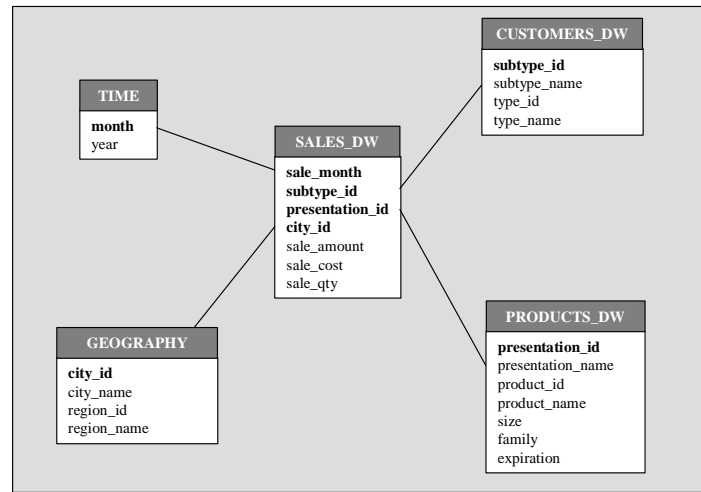 CUSTOMERS_DW
subtype_id
subtype_name
type_id
type_name
TIME
month
year
SALES_DW
sale_month
subtype_id
presentation_id
city_id
sale_amount
sale_cost
sale_qty
GEOGRAPHY
city_id
city_name
region_id
region_name
PRODUCTS_DW
presentation_id
presentation_name
product_id
product_name
size
family
expiration